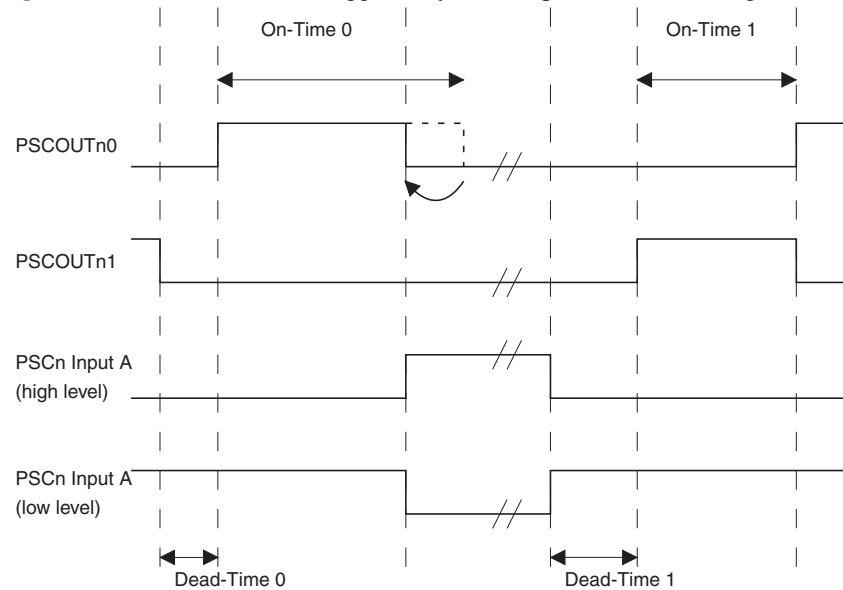 On-Time 0
On-Time 1
PSCOUTn0
PSCOUTn1
PSCn Input A
(high level)
PSCn Input A
(low level)
Dead-Time 0
Dead-Time 1